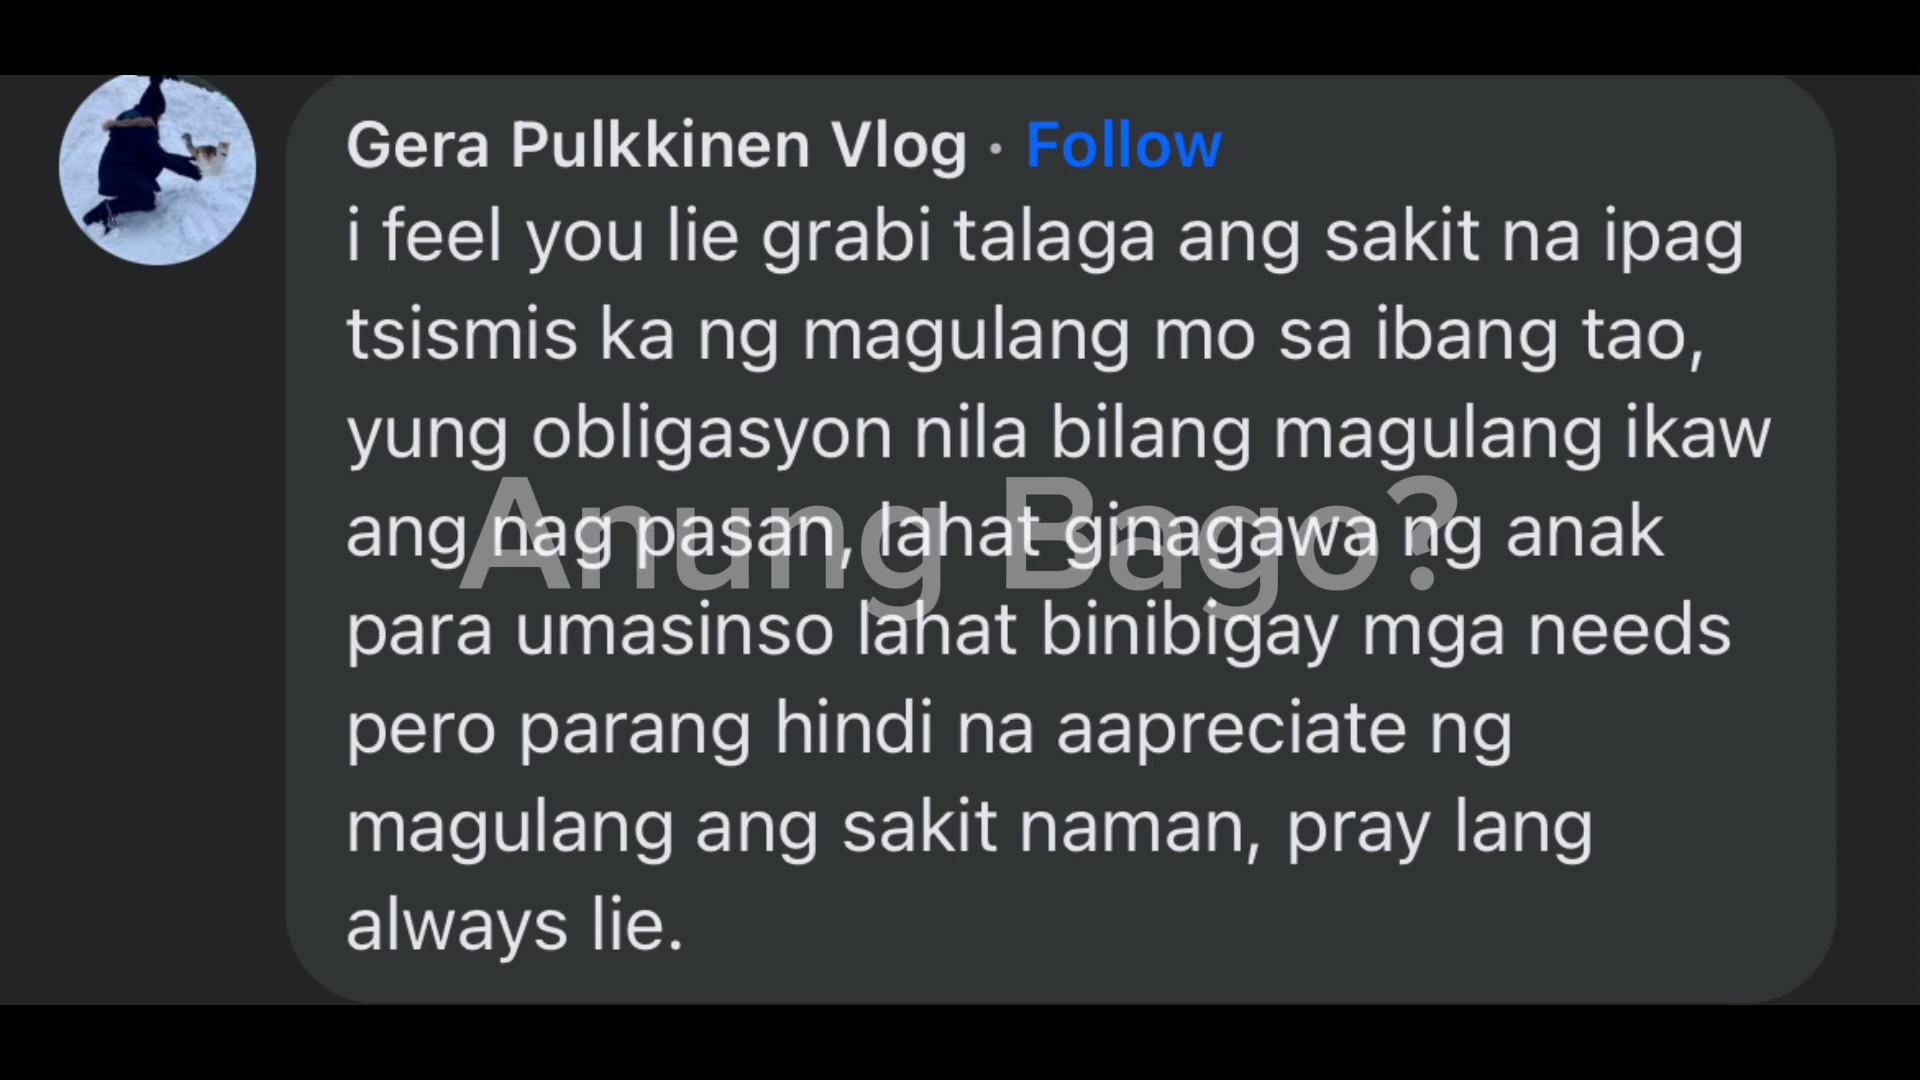 Gera Pulkkinen Vlog · Follow
i feel you lie grabi talaga ang sakit na ipag
tsismis ka ng magulang mo sa ibang tao,
yung obligasyon nila bilang magulang ikaw
ang nag pasan, lahat ginagawa ng anak
Anung Bago?
para umasinso lahat binibigay mga needs
pero parang hindi na aapreciate ng
magulang ang sakit naman, pray lang
always lie.